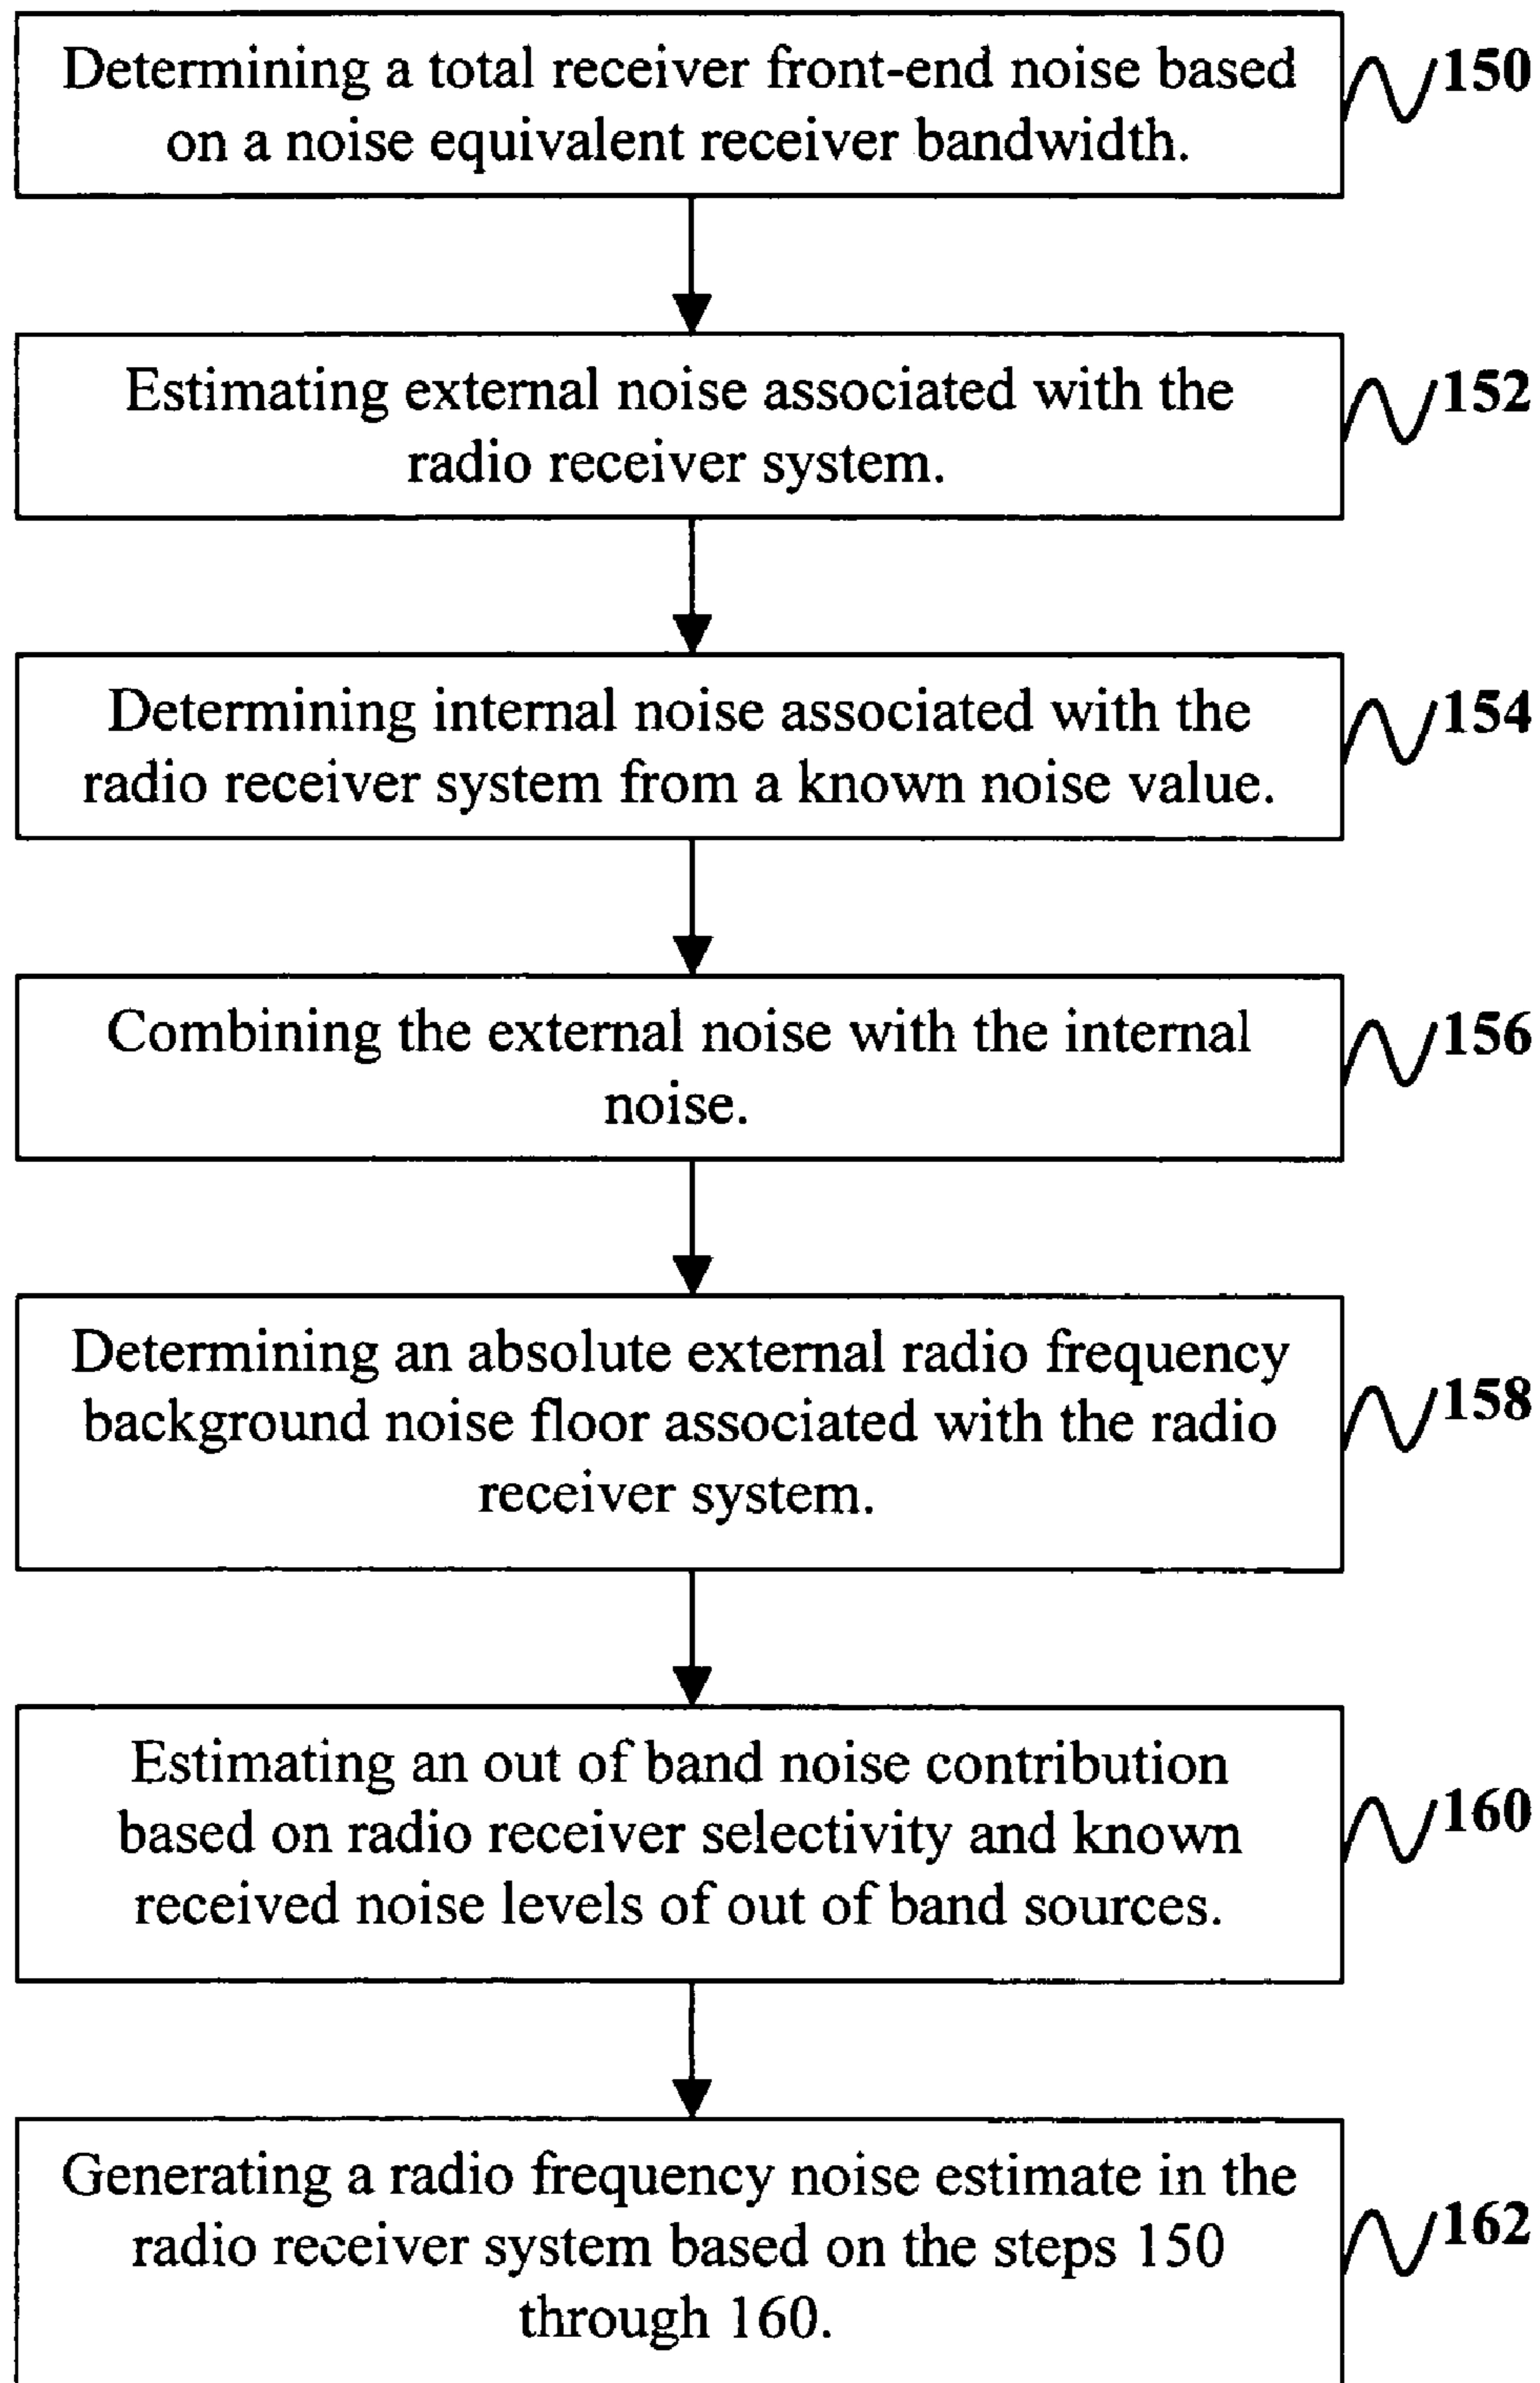 Determining a total receiver front-end noise based
on a noise equivalent receiver bandwidth.
150
Estimating external noise associated with the
radio receiver system.
152
Determining internal noise associated with the
radio receiver system from a known noise value.
154
Combining the external noise with the internal
noise.
156
Determining an absolute external radio frequency
background noise floor associated with the radio
receiver system.
158
Estimating an out of band noise contribution
based on radio receiver selectivity and known
received noise levels of out of band sources.
160
Generating a radio frequency noise estimate in the
radio receiver system based on the steps 150
through 160.
162